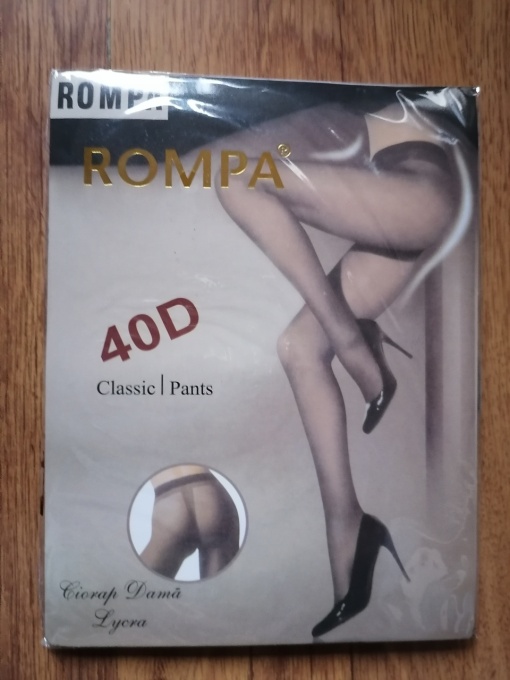 ROMPA
ROMPA®
40D
Classic | Pants
Ciorap Damă
Lycra